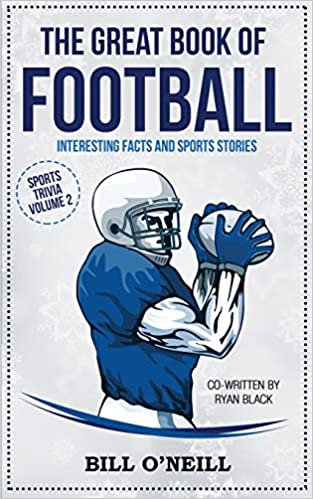 THE GREAT BOOK OF
FOOTBALL
INTERESTING FACTS AND SPORTS STORIES
SPORTS
TRIVIA
VOLUME 2
CO-WRITTEN BY
RYAN BLACK
BILL O'NEILL